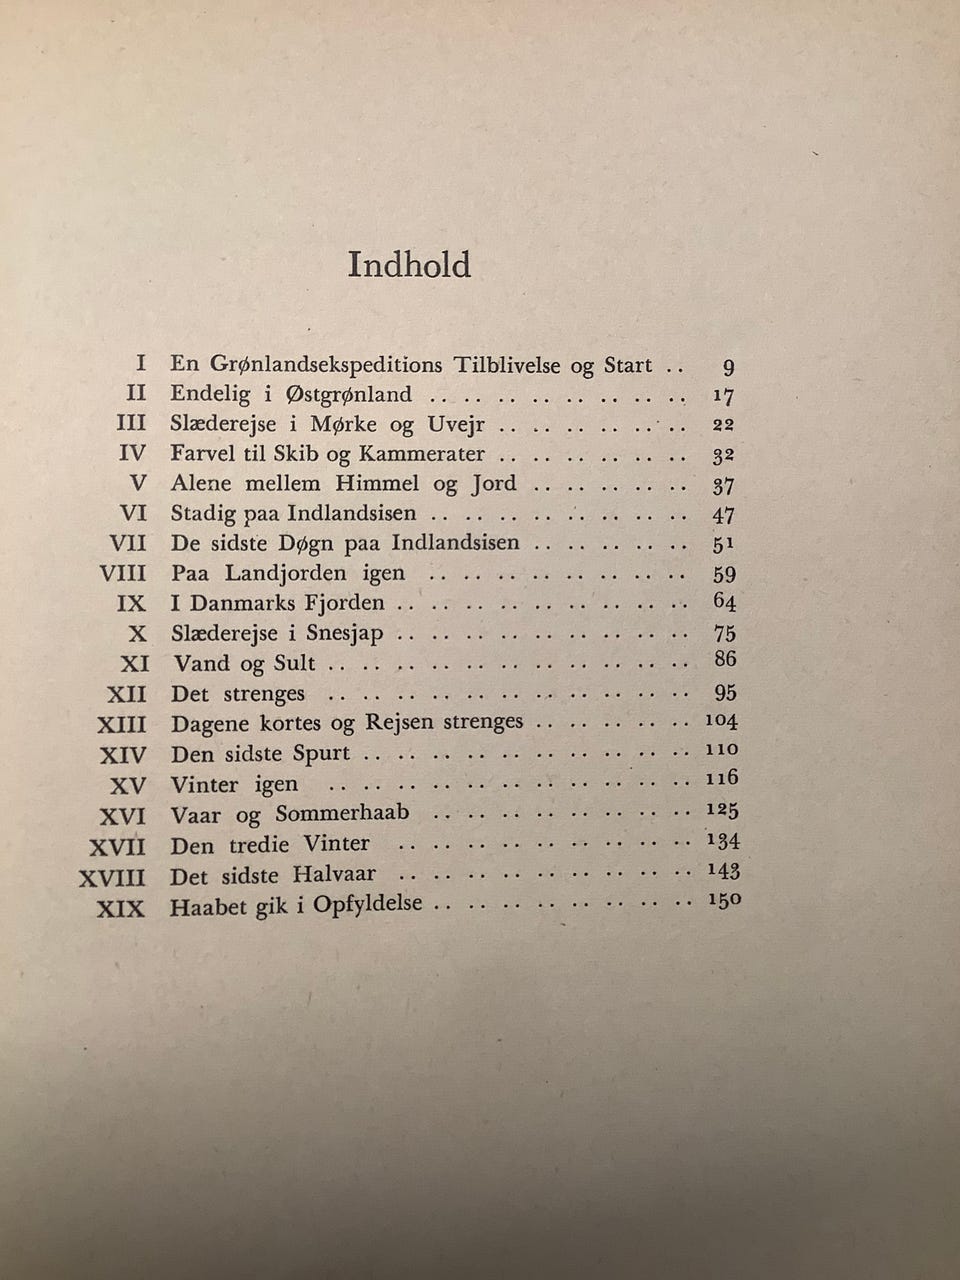 Indhold
I En Grønlandsekspeditions Tilblivelse og Start .. 9
II Endelig i Østgrønland .. .. .. .. .. .. .. .. 17
III Slæderejse i Mørke og Uvejr .. .. .. .. .. .. 22
IV Farvel til Skib og Kammerater .. .. .. .. .. .. 32
V Alene mellem Himmel og Jord .. .. .. .. .. 37
VI Stadig paa Indlandsisen .. .. .. .. .. .. .. .. 47
VII De sidste Døgn paa Indlandsisen .. .. .. .. .. 51
VIII Paa Landjorden igen .. .. .. .. .. .. .. .. 59
IX I Danmarks Fjorden .. .. .. .. .. .. .. .. .. 64
X Slæderejse i Snesjap .. .. .. .. .. .. .. .. .. 75
XI Vand og Sult .. .. .. .. .. .. .. .. .. .. .. 86
XII Det strenges .. .. .. .. .. .. .. .. .. .. .. 95
XIII Dagene kortes og Rejsen strenges .. .. .. .. .. 104
XIV Den sidste Spurt .. .. .. .. .. .. .. .. .. .. 110
XV Vinter igen .. .. .. .. .. .. .. .. .. .. .. 116
XVI Vaar og Sommerhaab .. .. .. .. .. .. .. .. 125
XVII Den tredie Vinter .. .. .. .. .. .. .. .. .. 134
XVIII Det sidste Halvaar .. .. .. .. .. .. .. .. .. 143
XIX Haabet gik i Opfyldelse .. .. .. .. .. .. .. .. 150